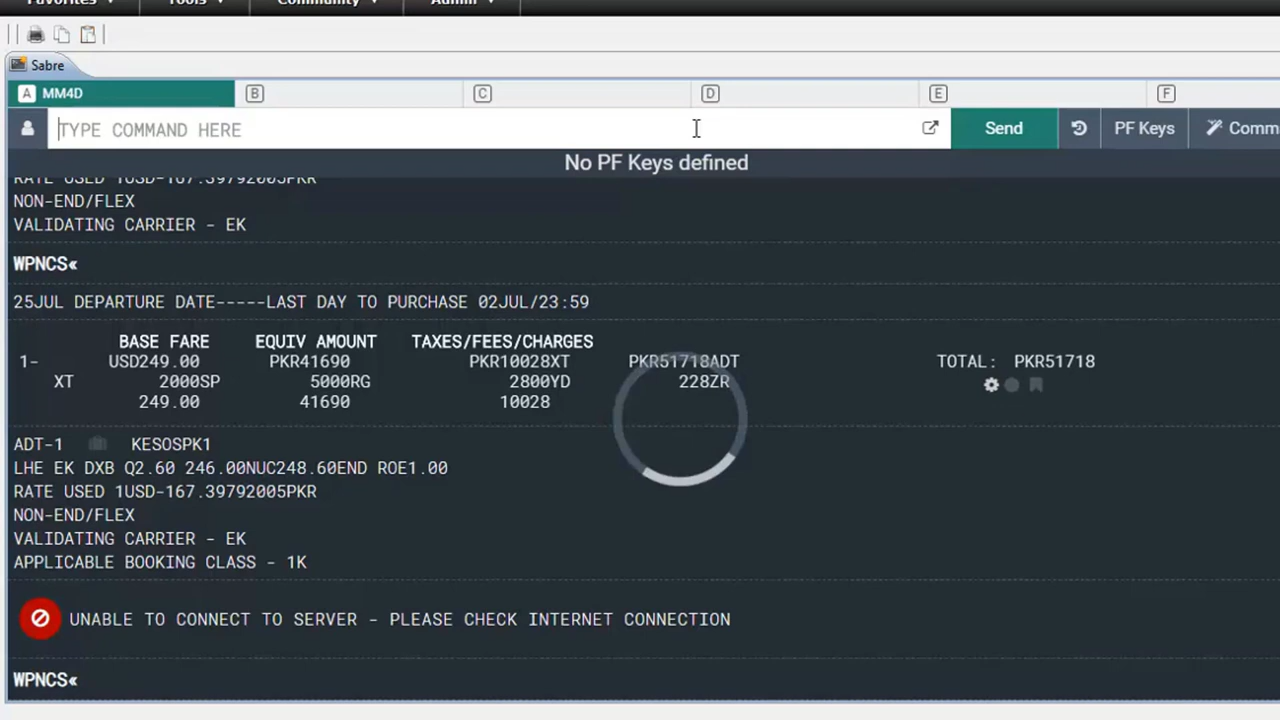 Favorites Tools Community Admin
Sabre
A MM4D B C D E F
TYPE COMMAND HERE Send PF Keys Comm
No PF Keys defined
RATE USED 1USD-167.39792005PKR
NON-END/FLEX
VALIDATING CARRIER - EK
WPNCS«
25JUL DEPARTURE DATE-----LAST DAY TO PURCHASE 02JUL/23:59
BASE FARE EQUIV AMOUNT TAXES/FEES/CHARGES
1- USD249.00 PKR41690 PKR10028XT PKR51718ADT TOTAL: PKR51718
XT 2000SP 5000RG 2800YD 228ZR
249.00 41690 10028
ADT-1 KESOSPK1
LHE EK DXB Q2.60 246.00NUC248.60END ROE1.00
RATE USED 1USD-167.39792005PKR
NON-END/FLEX
VALIDATING CARRIER - EK
APPLICABLE BOOKING CLASS - 1K
UNABLE TO CONNECT TO SERVER - PLEASE CHECK INTERNET CONNECTION
WPNCS«